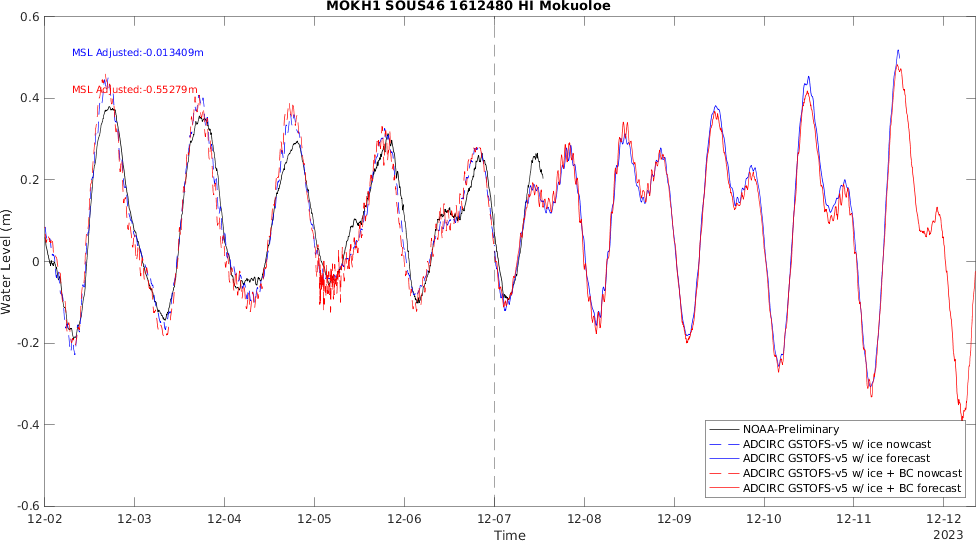 MOKH1 SOUS46 1612480 HI Mokuoloe
MSL Adjusted:-0.013409m
MSL Adjusted:-0.55279m
Water Level (m)
0.6
0.4
0.2
0
-0.2
-0.4
-0.6
NOAA-Preliminary
ADCIRC GSTOFS-v5 w/ ice nowcast
ADCIRC GSTOFS-v5 w/ ice forecast
ADCIRC GSTOFS-v5 w/ ice + BC nowcast
ADCIRC GSTOFS-v5 w/ ice + BC forecast
12-02 12-03 12-04 12-05 12-06 12-07 12-08 12-09 12-10 12-11 12-12
Time
2023